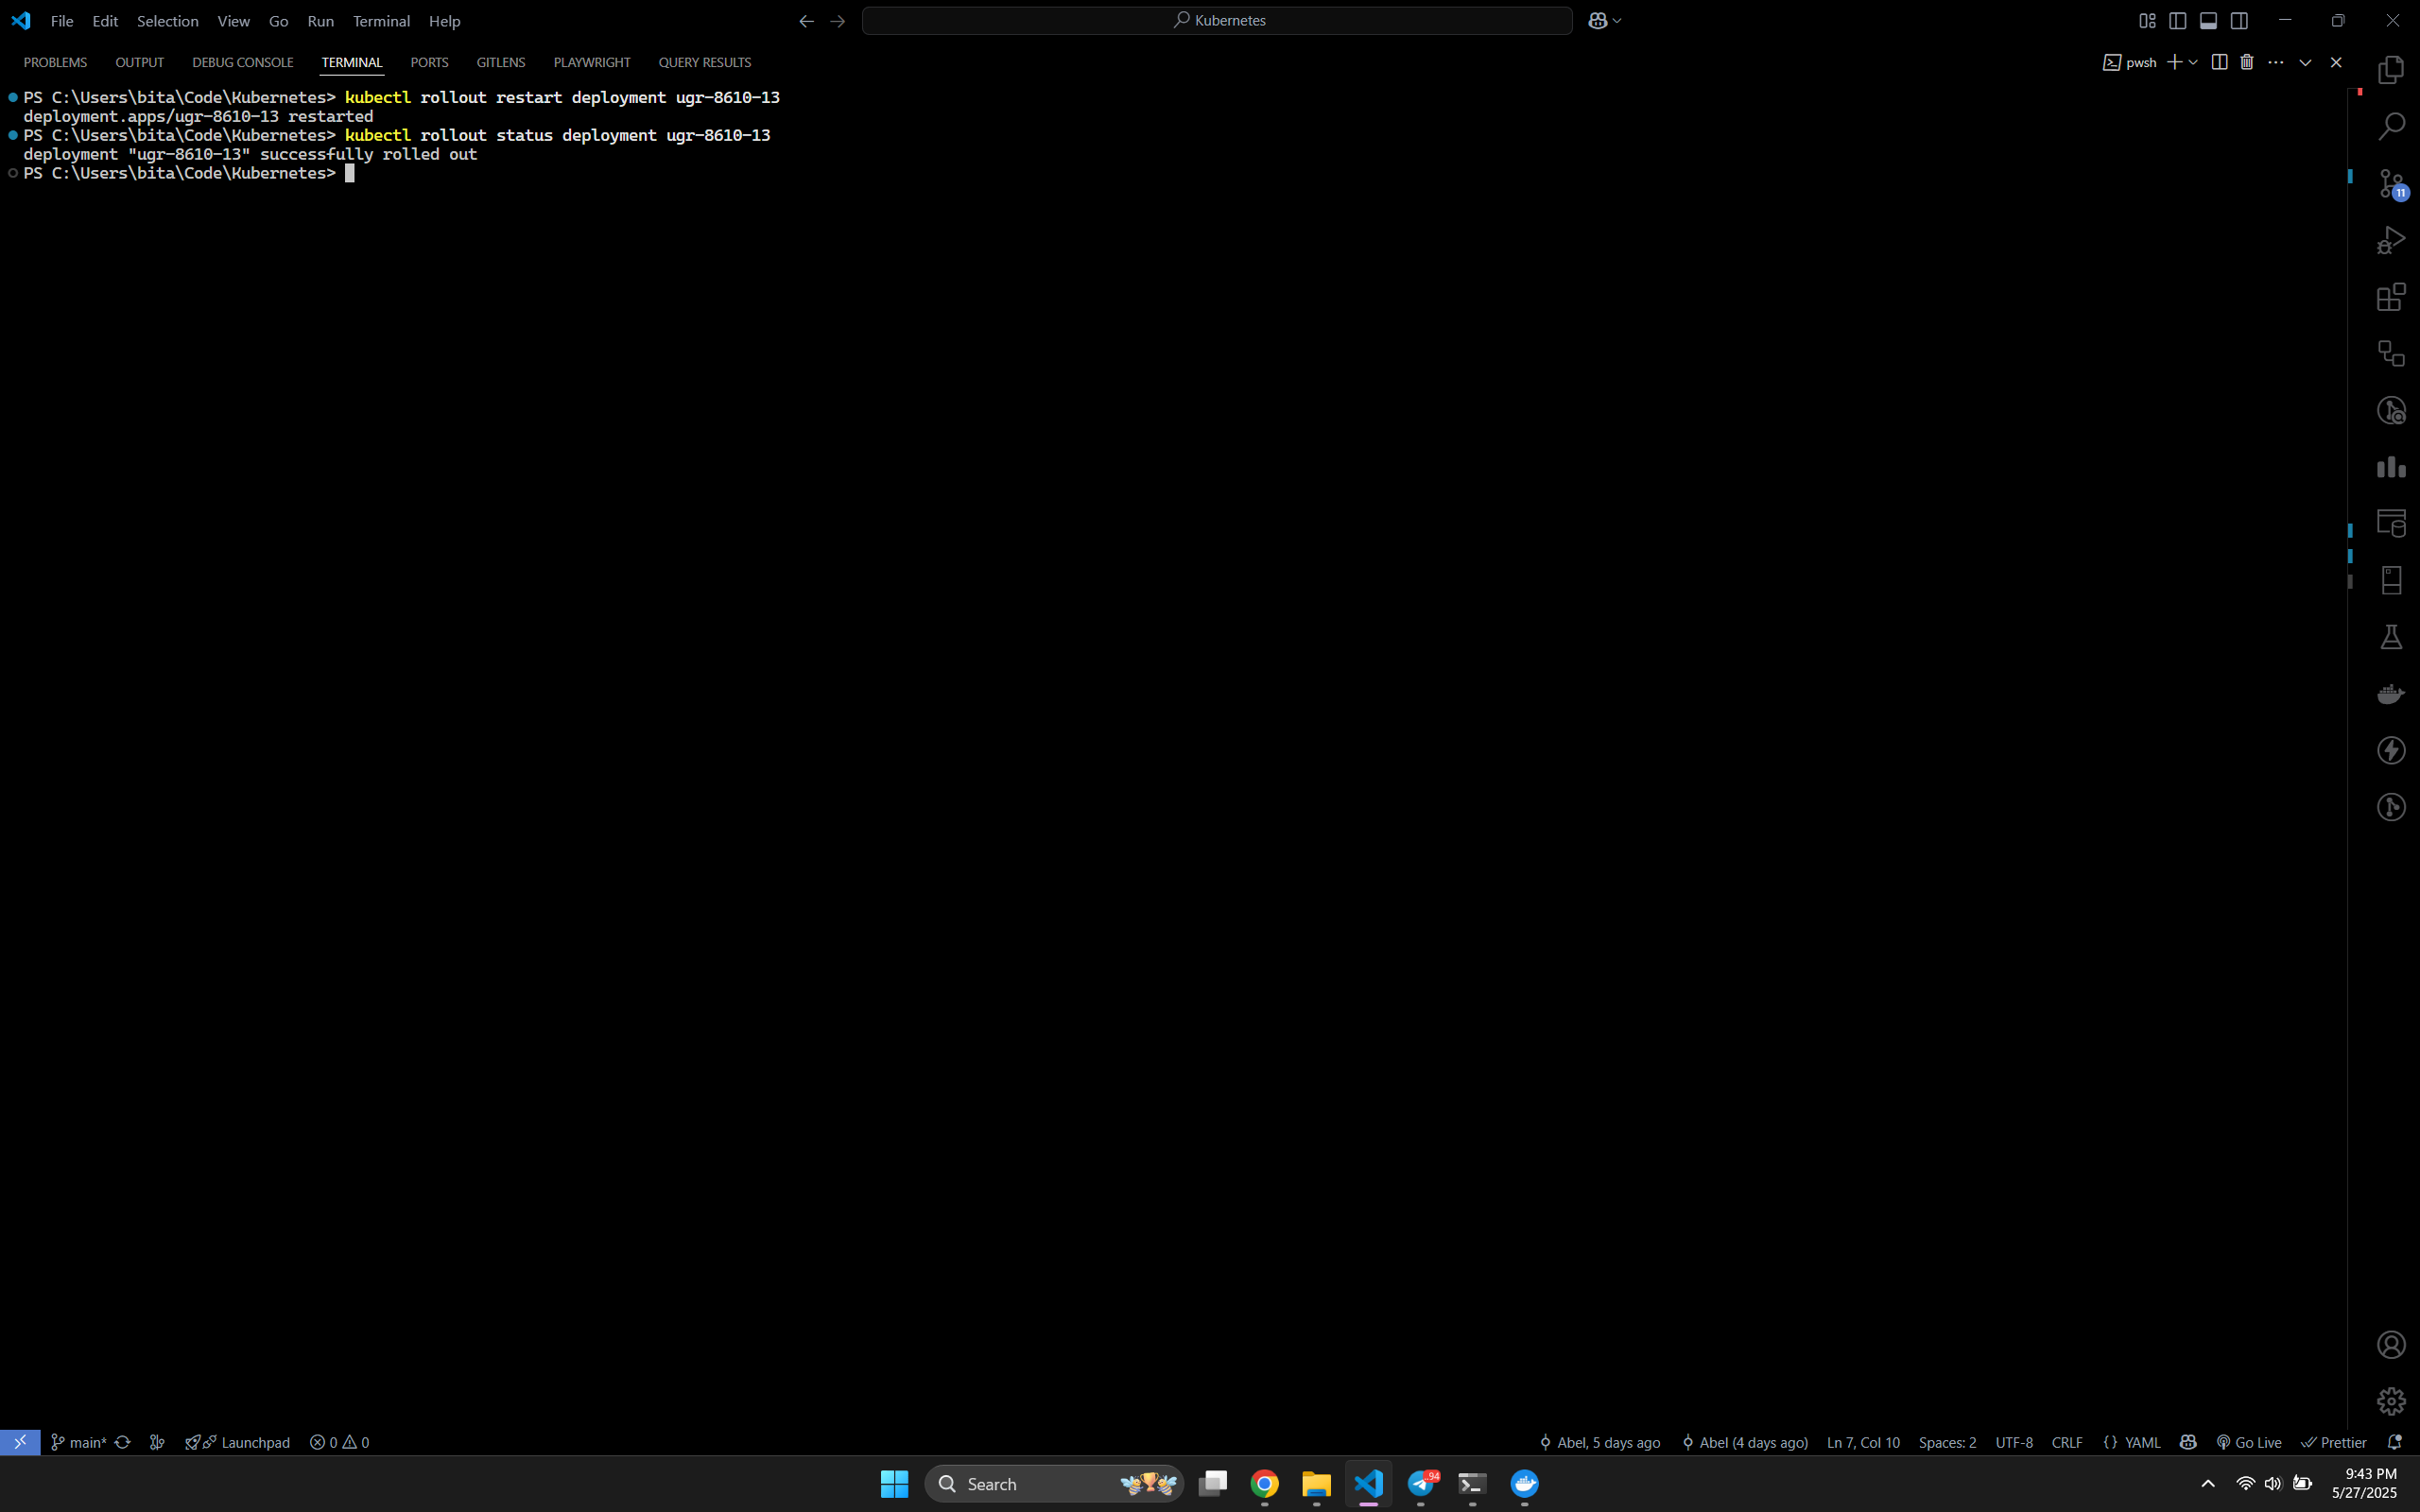 File Edit Selection View Go Run Terminal Help
Kubernetes
PROBLEMS OUTPUT DEBUG CONSOLE TERMINAL PORTS GITLENS PLAYWRIGHT QUERY RESULTS
pwsh
PS C:\Users\bita\Code\Kubernetes> kubectl rollout restart deployment ugr-8610-13
deployment.apps/ugr-8610-13 restarted
PS C:\Users\bita\Code\Kubernetes> kubectl rollout status deployment ugr-8610-13
deployment "ugr-8610-13" successfully rolled out
PS C:\Users\bita\Code\Kubernetes>
11
main* Launchpad 0 0
Abel, 5 days ago Abel (4 days ago) Ln 7, Col 10 Spaces: 2 UTF-8 CRLF {} YAML Go Live Prettier
Search
94
9:43 PM
5/27/2025